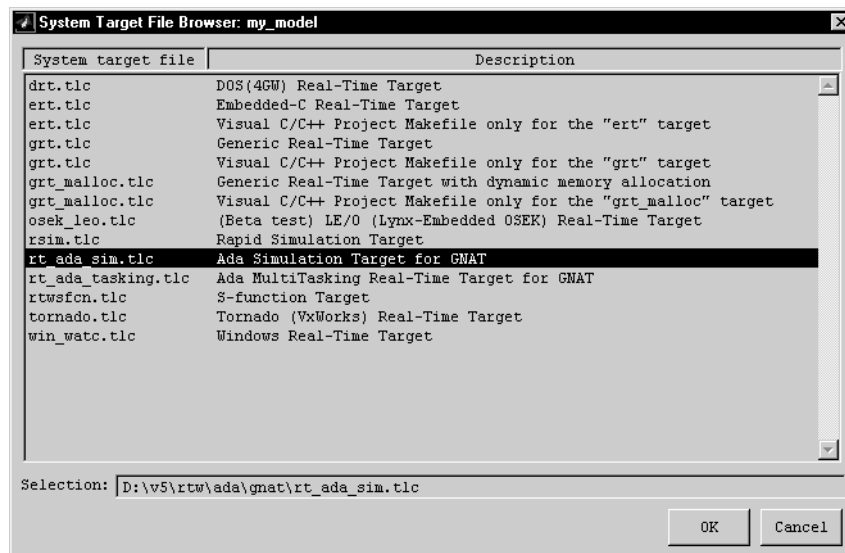 System Target File Browser: my_model
System target file Description
drt.tlc DOS(4GW) Real-Time Target
ert.tlc Embedded-C Real-Time Target
ert.tlc Visual C/C++ Project Makefile only for the "ert" target
grt.tlc Generic Real-Time Target
grt.tlc Visual C/C++ Project Makefile only for the "grt" target
grt_malloc.tlc Generic Real-Time Target with dynamic memory allocation
grt_malloc.tlc Visual C/C++ Project Makefile only for the "grt_malloc" target
osek_leo.tlc (Beta test) LE/O (Lynx-Embedded OSEK) Real-Time Target
rsim.tlc Rapid Simulation Target
rt_ada_sim.tlc Ada Simulation Target for GNAT
rt_ada_tasking.tlc Ada MultiTasking Real-Time Target for GNAT
rtwsfcn.tlc S-function Target
tornado.tlc Tornado (VxWorks) Real-Time Target
win_watc.tlc Windows Real-Time Target
Selection: D:\v5\rtw\ada\gnat\rt_ada_sim.tlc
OK Cancel